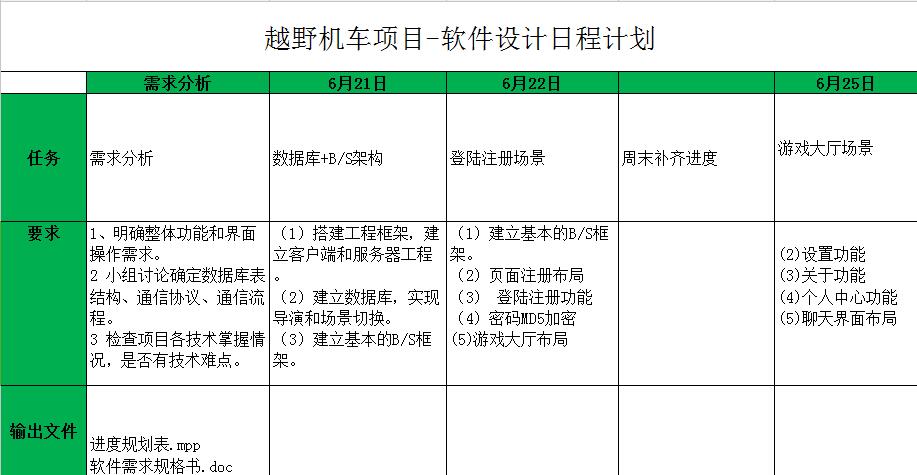 越野机车项目-软件设计日程计划
需求分析
6月21日
6月22日
6月25日
任务
需求分析
数据库+B/S架构
登陆注册场景
周末补齐进度
游戏大厅场景
要求
1、明确整体功能和界面
操作需求。
2 小组讨论确定数据库表
结构、通信协议、通信流
程。
3 检查项目各技术掌握情
况，是否有技术难点。
（1）搭建工程框架，建
立客户端和服务器工程
。
（2）建立数据库，实现
导演和场景切换。
（3）建立基本的B/S框
架。
（1）建立基本的B/S框
架。
（2）页面注册布局
（3） 登陆注册功能
（4）密码MD5加密
(5)游戏大厅布局
(2)设置功能
(3)关于功能
(4)个人中心功能
(5)聊天界面布局
输出文件
进度规划表.mpp
软件需求规格书.doc